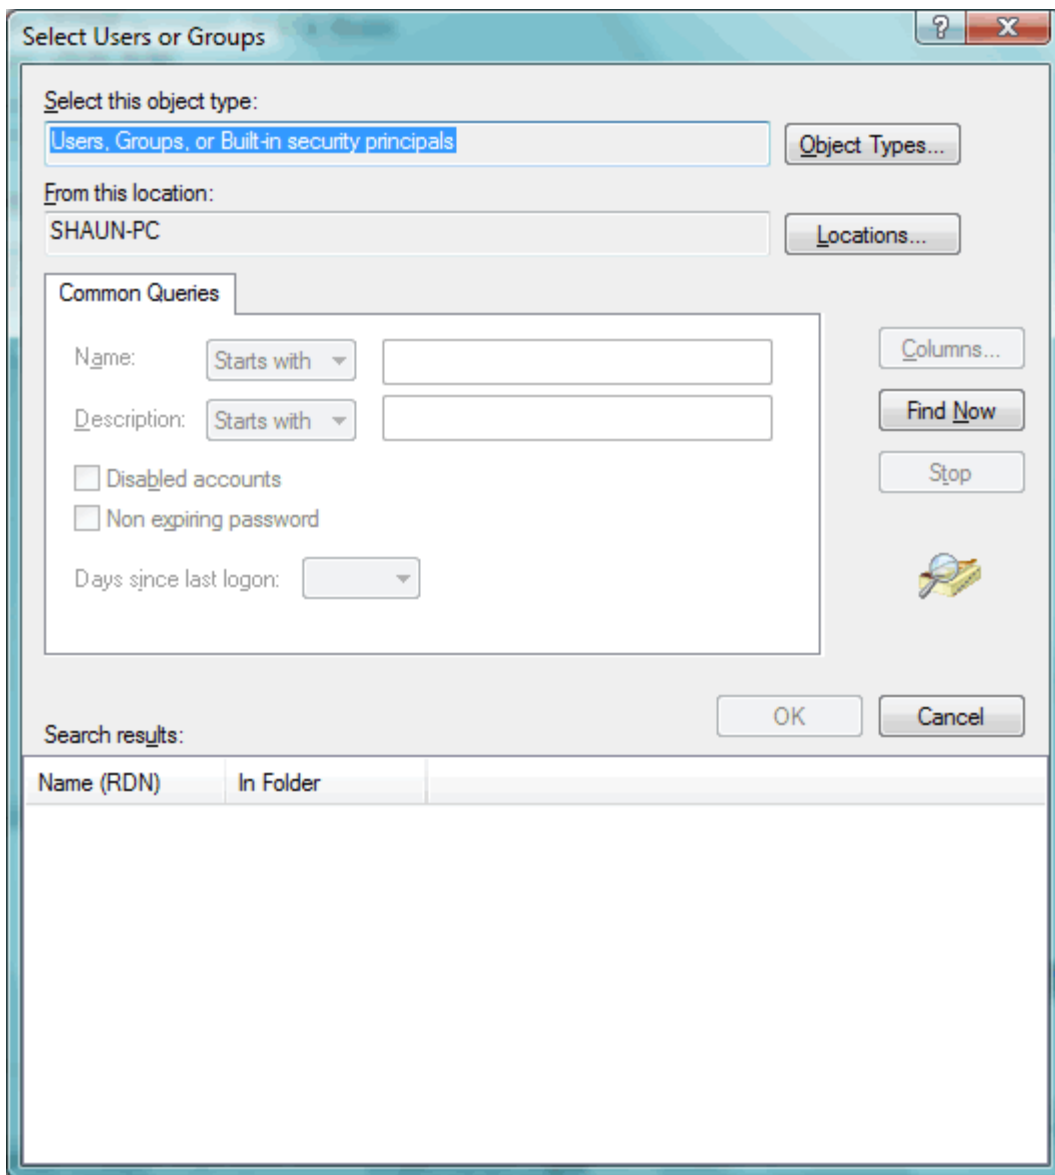 Select Users or Groups
Select this object type:
Users, Groups, or Built-in security principals
Object Types...
From this location:
SHAUN-PC
Locations...
Common Queries
Name: Starts with
Columns...
Description: Starts with
Find Now
Disabled accounts
Stop
Non expiring password
Days since last logon:
OK Cancel
Search results:
Name (RDN) In Folder